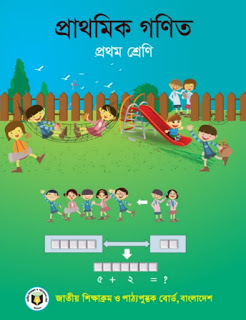 প্রাথমিক গণিত
প্রথম শ্রেণি
৫ + ২ = ?
জাতীয় শিক্ষাক্রম ও পাঠ্যপুস্তক বোর্ড, বাংলাদেশ